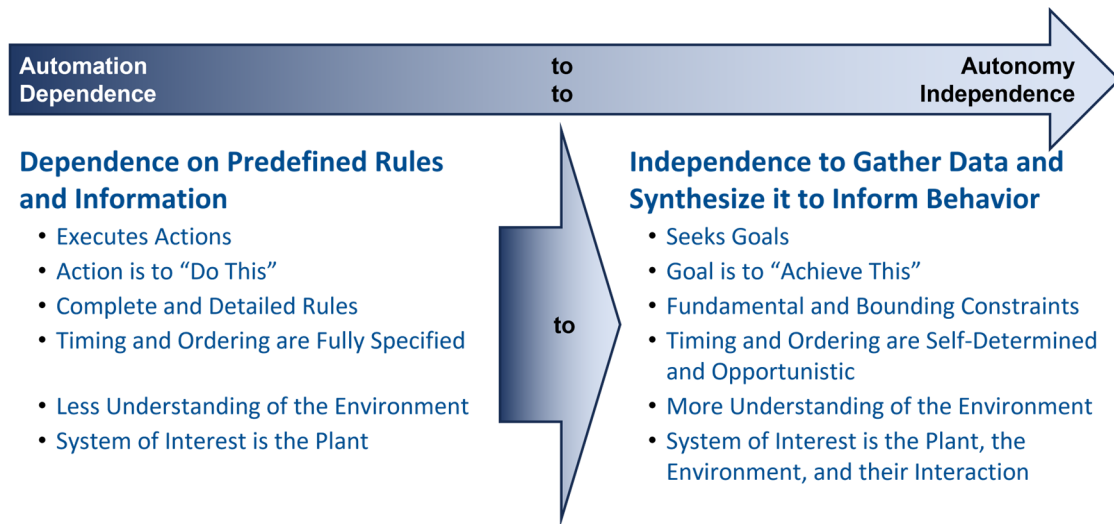 Automation to Autonomy
Dependence to Independence
Dependence on Predefined Rules
and Information
• Executes Actions
• Action is to “Do This”
• Complete and Detailed Rules
• Timing and Ordering are Fully Specified
• Less Understanding of the Environment
• System of Interest is the Plant
to
Independence to Gather Data and
Synthesize it to Inform Behavior
• Seeks Goals
• Goal is to “Achieve This”
• Fundamental and Bounding Constraints
• Timing and Ordering are Self-Determined
and Opportunistic
• More Understanding of the Environment
• System of Interest is the Plant, the
Environment, and their Interaction